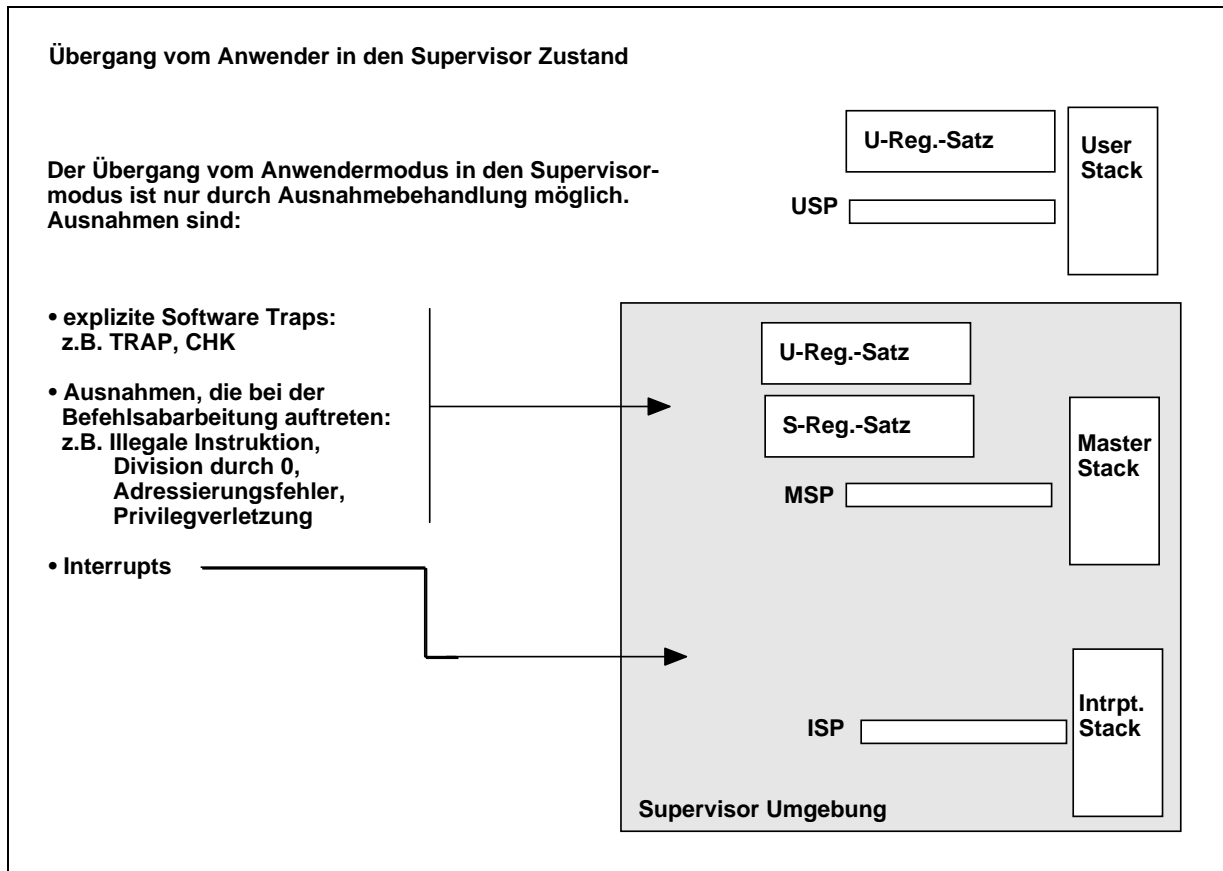 Übergang vom Anwender in den Supervisor Zustand
Der Übergang vom Anwendermodus in den Supervisor-
modus ist nur durch Ausnahmebehandlung möglich.
Ausnahmen sind:
• explizite Software Traps:
z.B. TRAP, CHK
• Ausnahmen, die bei der
Befehlsabarbeitung auftreten:
z.B. Illegale Instruktion,
Division durch 0,
Adressierungsfehler,
Privilegverletzung
• Interrupts
U-Reg.-Satz
User
Stack
USP
U-Reg.-Satz
S-Reg.-Satz
Master
Stack
MSP
Intrpt.
Stack
ISP
Supervisor Umgebung